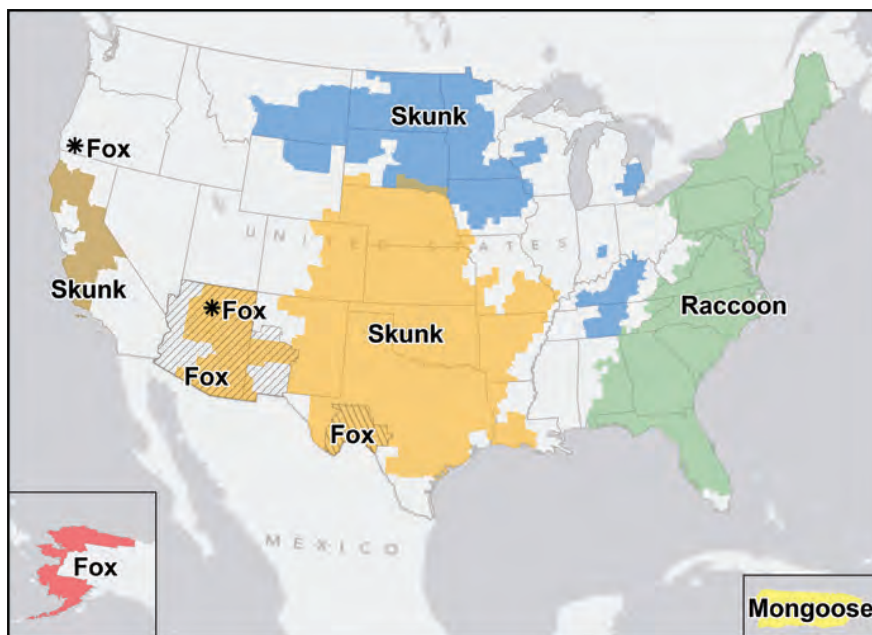 Skunk
✱Fox
UNITED STATES
Skunk
✱Fox
Raccoon
Skunk
Fox
Fox
MEXICO
Fox
Mongoose